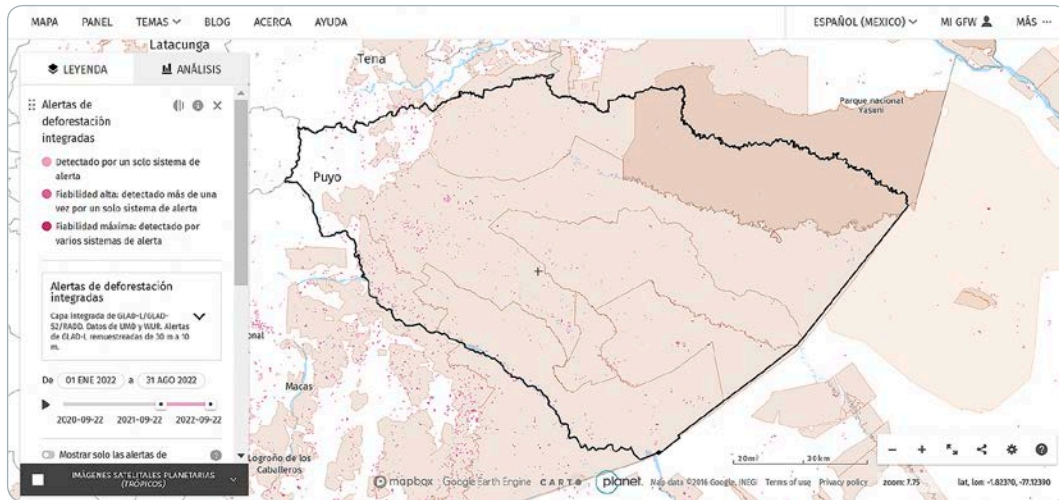 MAPA PANEL TEMAS BLOG ACERCA AYUDA ESPAÑOL (MEXICO) MI GFW MÁS
LEYENDA ANÁLISIS
Alertas de
deforestación
integradas
Detectado por un solo sistema de
alerta
Fiabilidad alta: detectado más de una
vez por un solo sistema de alerta
Fiabilidad máxima: detectado por
varios sistemas de alerta
Alertas de deforestación
integradas
Capa integrada de GLAD-L/GLAD-
S2/RADD. Datos de UMD y WUR. Alertas
de GLAD-L remuestreadas de 30 m a 10
m.
De 01 ENE 2022 a 31 AGO 2022
2020-09-22 2021-09-22 2022-09-22
Mostrar solo las alertas de
IMÁGENES SATELITALES PLANETARIAS
(TRÓPICOS)
Latacunga
Tena
Parque nacional
Yasuní
Puyo
Macas
Logroño de los
Caballeros
20mi 30km
mapbox Google Earth Engine CARTO planet. Map data ©2016 Google, INEGI Terms of use Privacy policy zoom: 7.75 lat, lon: -1.82370, -77.12390